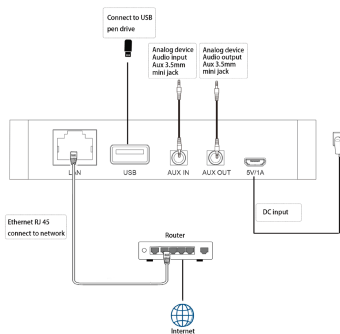 Connect to USB
pen drive
Analog device
Audio input
Aux 3.5mm
mini jack
Analog device
Audio output
Aux 3.5mm
mini jack
LAN
USB
AUX IN
AUX OUT
5V/1A
DC input
Ethernet RJ 45
connect to network
Router
Internet